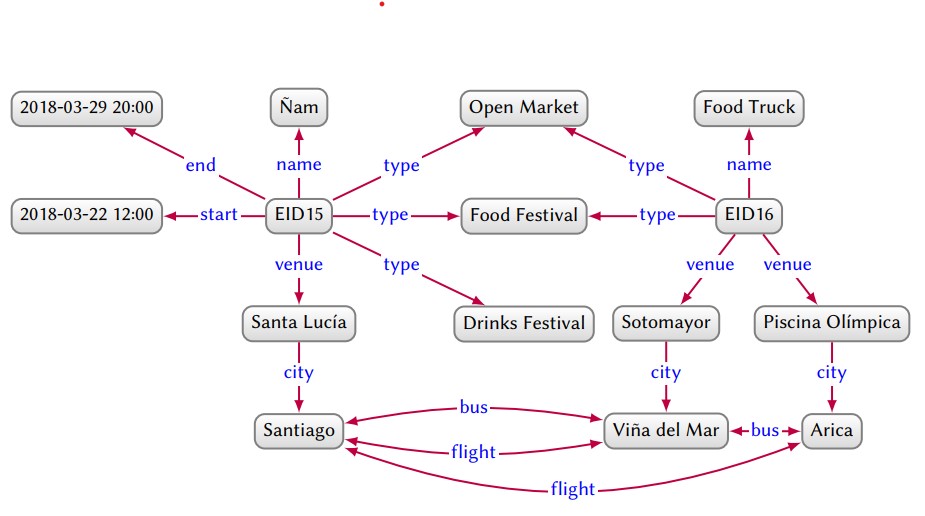 2018-03-29 20:00
Ñam
Open Market
Food Truck
end
name
type
type
name
2018-03-22 12:00
start
EID15
type
Food Festival
type
EID16
venue
type
venue
venue
Santa Lucía
Drinks Festival
Sotomayor
Piscina Olímpica
city
city
city
bus
Santiago
Viña del Mar
bus
Arica
flight
flight